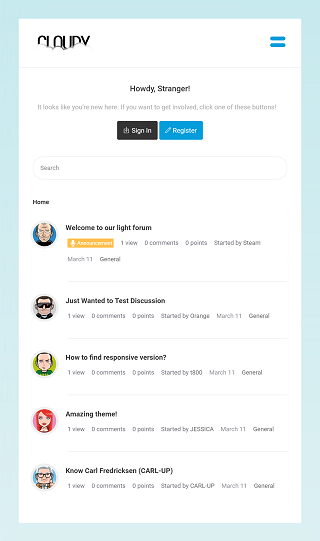 CLOUDY
Howdy, Stranger!
It looks like you're new here. If you want to get involved, click one of these buttons!
Sign In Register
Search
Home
Welcome to our light forum
Announcement 1 view 0 comments 0 points Started by Steam
March 11 General
Just Wanted to Test Discussion
1 view 0 comments 0 points Started by Orange March 11 General
How to find responsive version?
1 view 0 comments 0 points Started by t800 March 11 General
Amazing theme!
1 view 0 comments 0 points Started by JESSICA March 11 General
Know Carl Fredricksen (CARL-UP)
1 view 0 comments 0 points Started by CARL-UP March 11 General